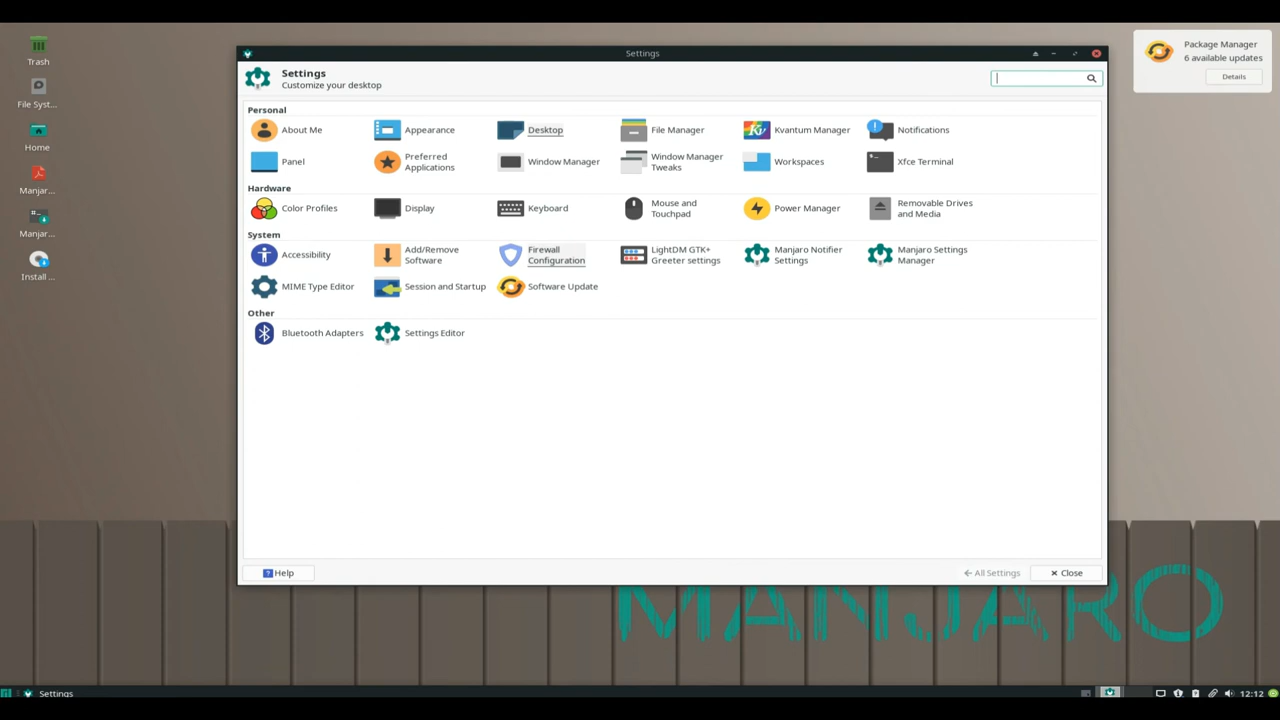 Settings
Trash
File Syst...
Home
Manjar...
Manjar...
Install ...
Settings
Customize your desktop
Package Manager
6 available updates
Details
Personal
About Me
Appearance
Desktop
File Manager
Kvantum Manager
Notifications
Panel
Preferred
Applications
Window Manager
Window Manager
Tweaks
Workspaces
Xfce Terminal
Hardware
Color Profiles
Display
Keyboard
Mouse and
Touchpad
Power Manager
Removable Drives
and Media
System
Accessibility
Add/Remove
Software
Firewall
Configuration
LightDM GTK+
Greeter settings
Manjaro Notifier
Settings
Manjaro Settings
Manager
MIME Type Editor
Session and Startup
Software Update
Other
Bluetooth Adapters
Settings Editor
Help
All Settings
Close
MANJARO
Settings
12:12